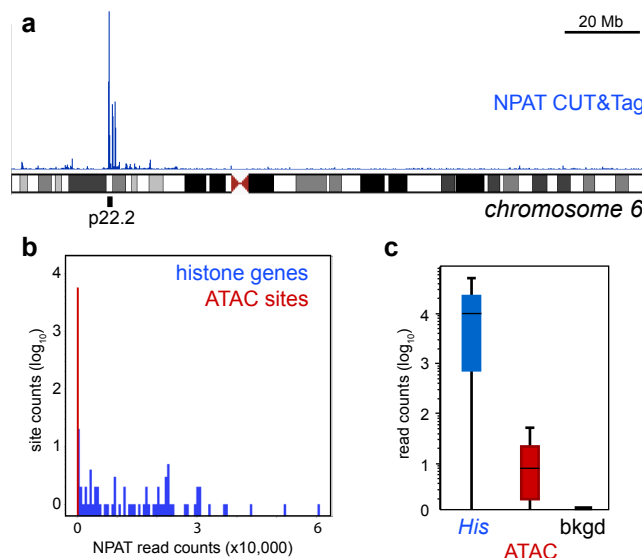 a
20 Mb
NPAT CUT&Tag
chromosome 6
p22.2
b
histone genes
ATAC sites
site counts (log10)
4
3
2
1
0
0
3
6
NPAT read counts (x10,000)
c
read counts (log10)
4
3
2
1
0
His
bkgd
ATAC